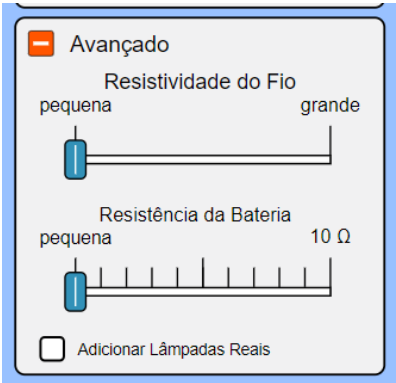 Avançado
Resistividade do Fio
pequena grande
Resistência da Bateria
pequena 10 Ω
Adicionar Lâmpadas Reais